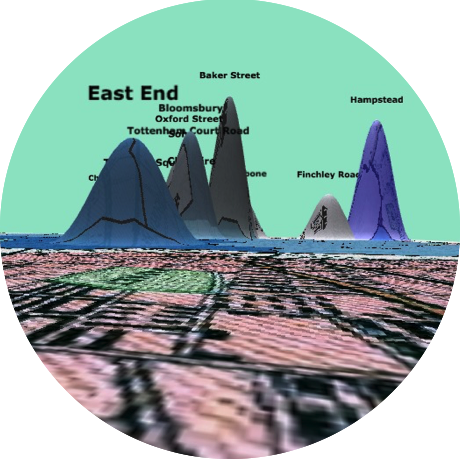 Baker Street
East End
Hampstead
Bloomsbury
Oxford Street
Tottenham Court Road
Finchley Road